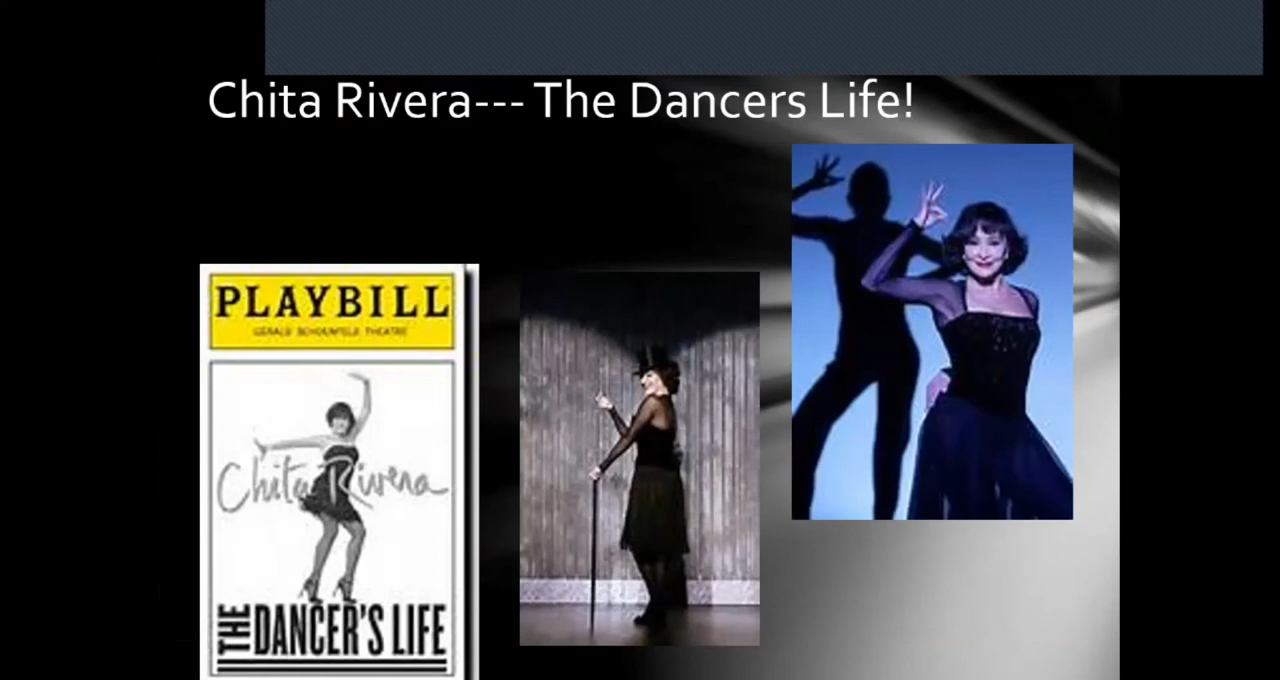 Chita Rivera--- The Dancers Life!
PLAYBILL
GERALD SCHOENFELD THEATRE
Chita Rivera
THE DANCER'S LIFE